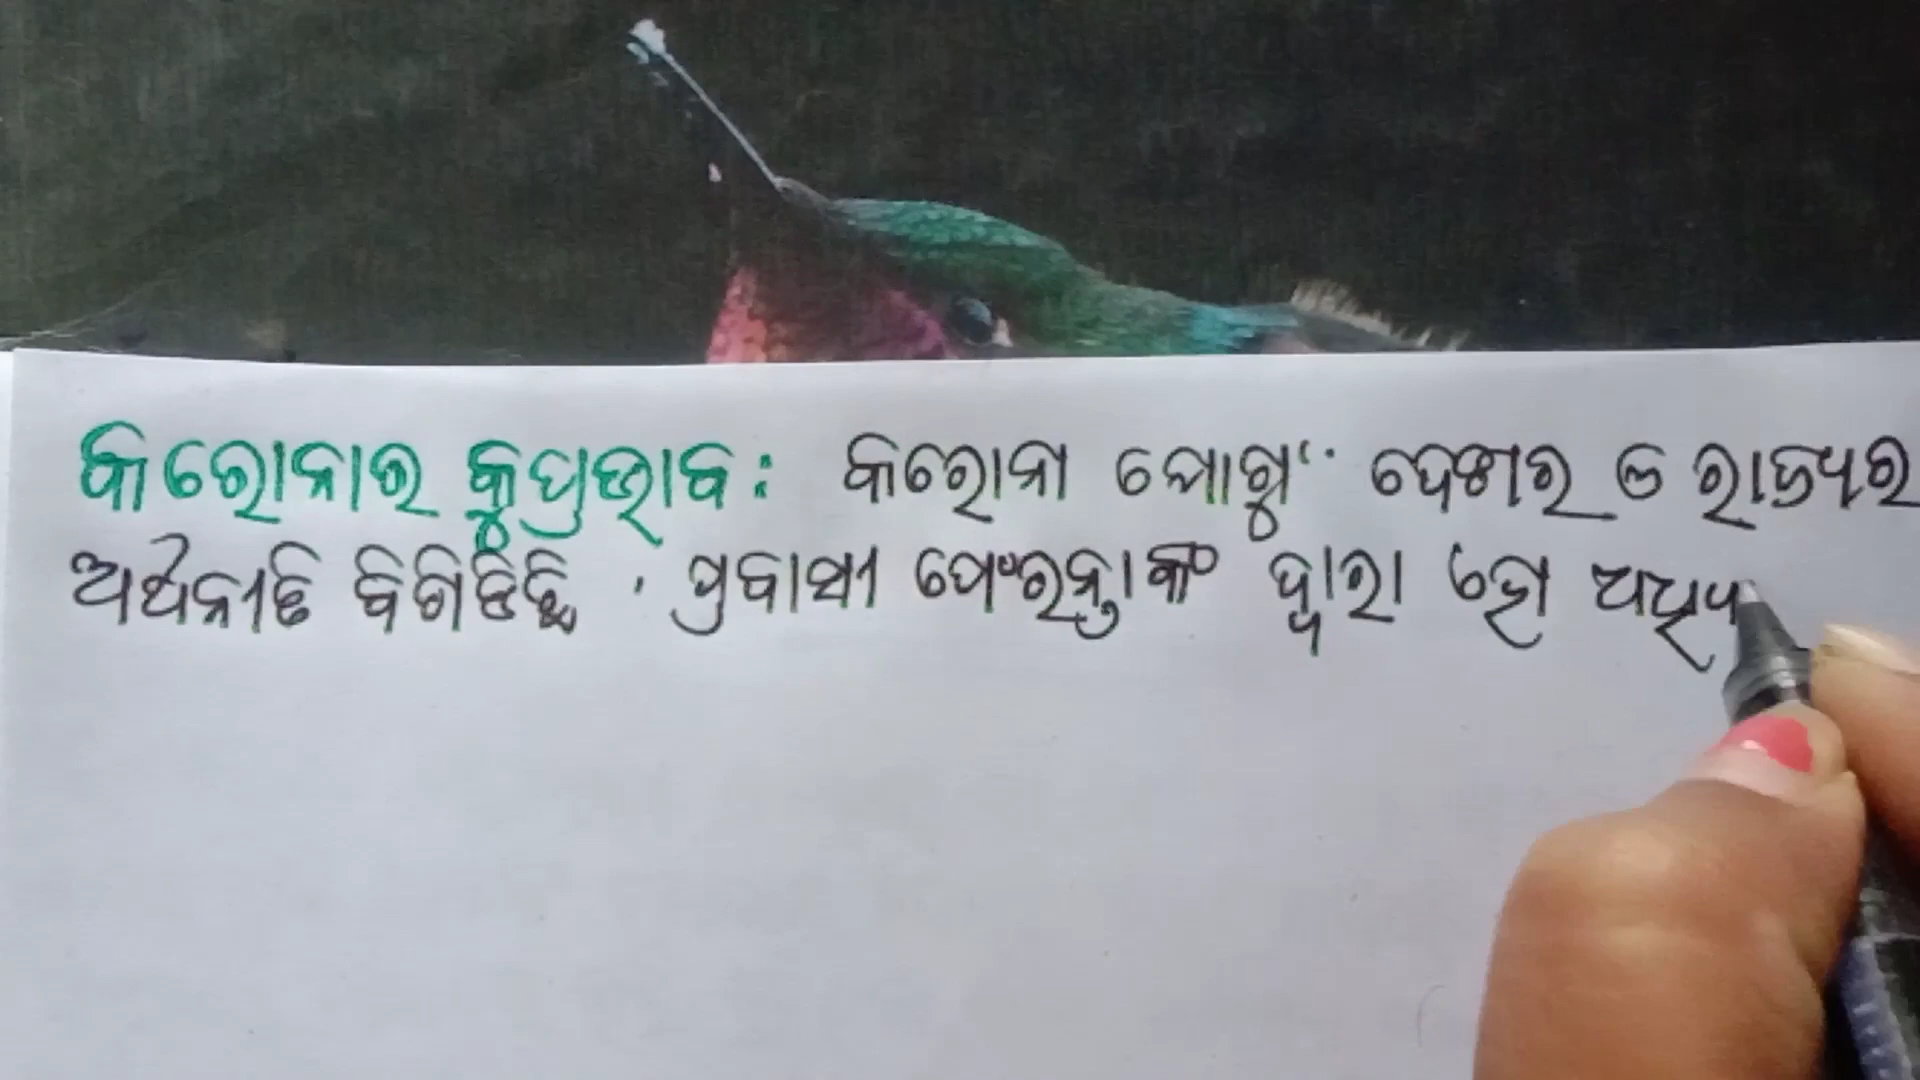 କରୋନାର କୁପ୍ରଭାବ: କରୋନା ଯୋଗୁଁ ଦେଶର ଓ ରାଜ୍ୟର
ଅର୍ଥନୀତି ବିଗିଡିଛି . ପ୍ରବାସୀ ଫେରନ୍ତାଙ୍କ ଦ୍ୱାରା ହିଁ